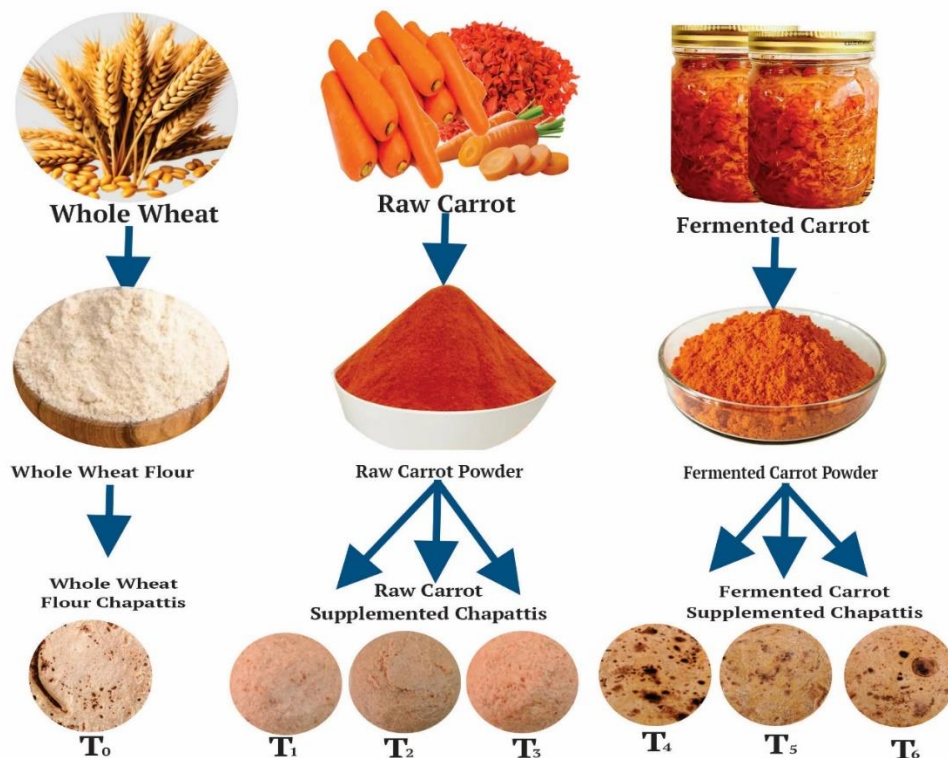 Whole Wheat
Raw Carrot
Fermented Carrot
Whole Wheat Flour
Raw Carrot Powder
Fermented Carrot Powder
Whole Wheat
Flour Chapattis
Raw Carrot
Supplemented Chapattis
Fermented Carrot
Supplemented Chapattis
T₀
T₁
T₂
T₃
T₄
T₅
T₆